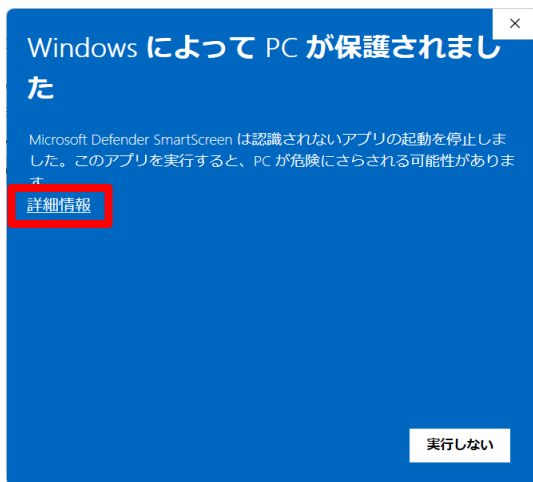 ×
Windows によって PC が保護されまし
た
Microsoft Defender SmartScreen は認識されないアプリの起動を停止しま
した。このアプリを実行すると、PC が危険にさらされる可能性がありま
す。
詳細情報
実行しない